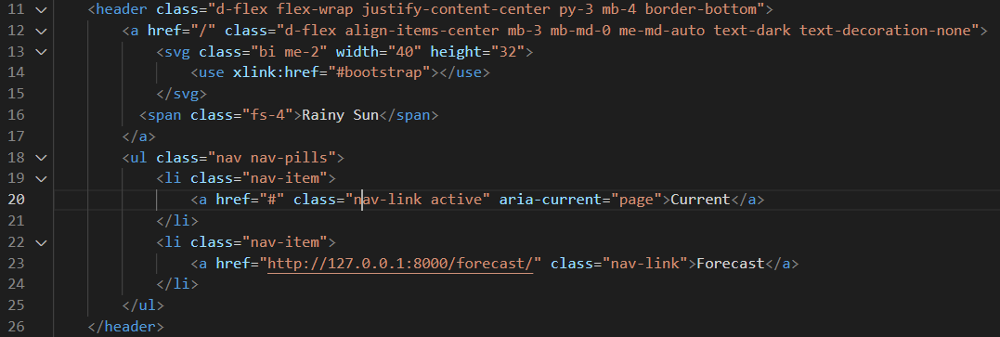 11 <header class="d-flex flex-wrap justify-content-center py-3 mb-4 border-bottom">
12 <a href="/" class="d-flex align-items-center mb-3 mb-md-0 me-md-auto text-dark text-decoration-none">
13 <svg class="bi me-2" width="40" height="32">
14 <use xlink:href="#bootstrap"></use>
15 </svg>
16 <span class="fs-4">Rainy Sun</span>
17 </a>
18 <ul class="nav nav-pills">
19 <li class="nav-item">
20 <a href="#" class="nav-link active" aria-current="page">Current</a>
21 </li>
22 <li class="nav-item">
23 <a href="http://127.0.0.1:8000/forecast/" class="nav-link">Forecast</a>
24 </li>
25 </ul>
26 </header>